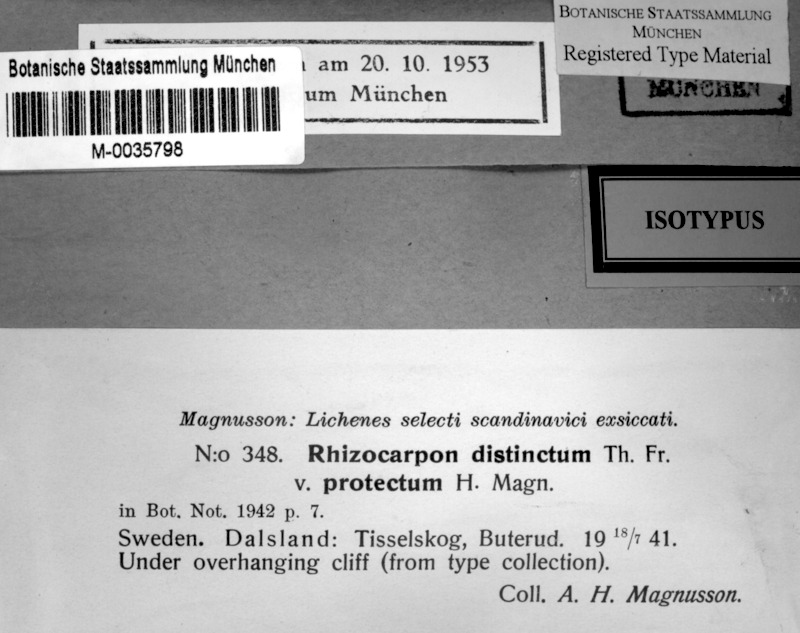 BOTANISCHE STAATSSAMMLUNG
MÜNCHEN
Registered Type Material
am 20. 10. 1953
um München
MÜNCHEN
Botanische Staatssammlung München
M-0035798
ISOTYPUS
Magnusson: Lichenes selecti scandinavici exsiccati.
N:o 348. Rhizocarpon distinctum Th. Fr.
v. protectum H. Magn.
in Bot. Not. 1942 p. 7.
Sweden. Dalsland: Tisselskog, Buterud. 19 18/7 41.
Under overhanging cliff (from type collection).
Coll. A. H. Magnusson.